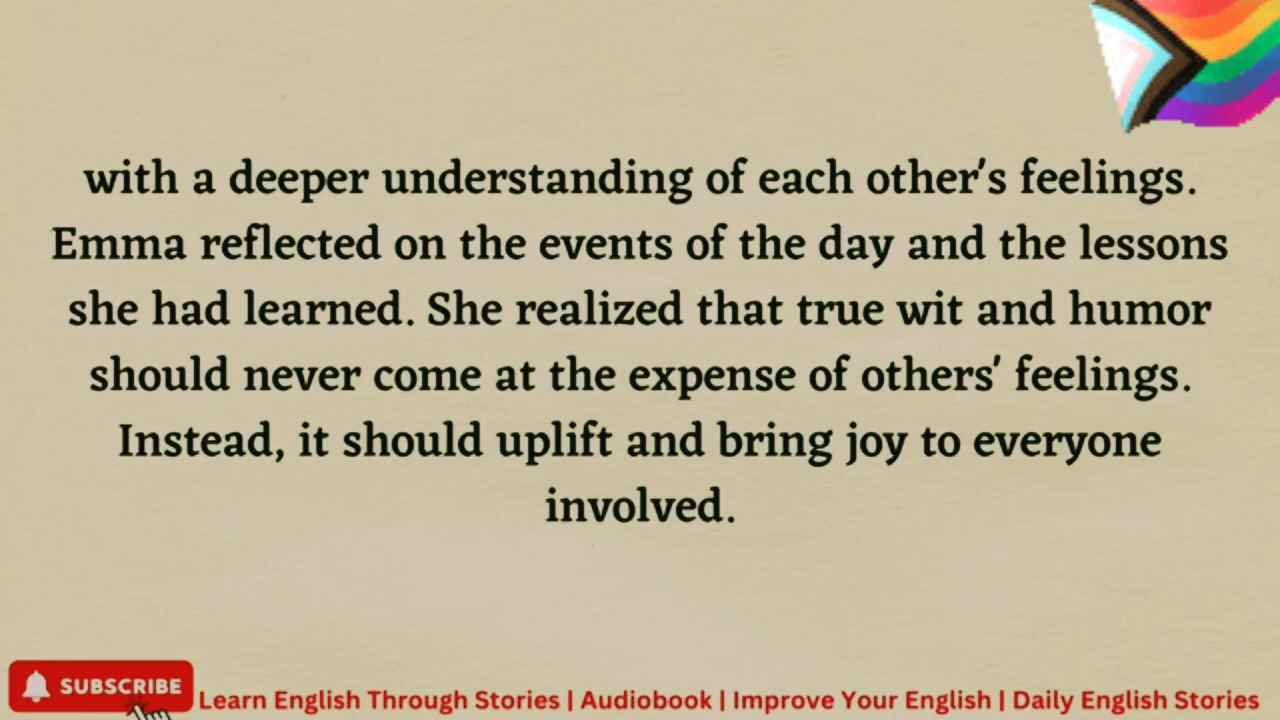 with a deeper understanding of each other's feelings.
Emma reflected on the events of the day and the lessons
she had learned. She realized that true wit and humor
should never come at the expense of others' feelings.
Instead, it should uplift and bring joy to everyone
involved.
SUBSCRIBE
Learn English Through Stories | Audiobook | Improve Your English | Daily English Stories